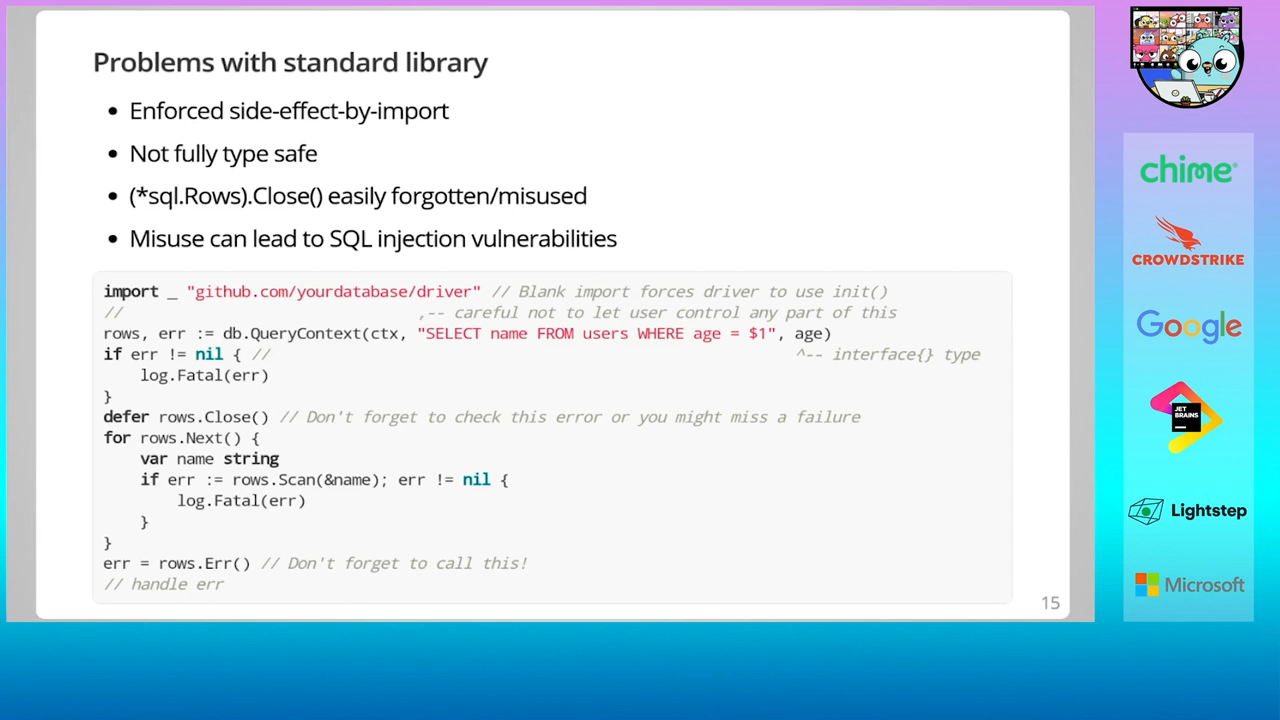 Problems with standard library
• Enforced side-effect-by-import
• Not fully type safe
• (*sql.Rows).Close() easily forgotten/misused
• Misuse can lead to SQL injection vulnerabilities
import _ "github.com/yourdatabase/driver" // Blank import forces driver to use init()
//                                ,-- careful not to let user control any part of this
rows, err := db.QueryContext(ctx, "SELECT name FROM users WHERE age = $1", age)
if err != nil { //                                                         ^-- interface{} type
    log.Fatal(err)
}
defer rows.Close() // Don't forget to check this error or you might miss a failure
for rows.Next() {
    var name string
    if err := rows.Scan(&name); err != nil {
        log.Fatal(err)
    }
}
err = rows.Err() // Don't forget to call this!
// handle err
15
chime®
CROWDSTRIKE
Google
JET
BRAINS
Lightstep
Microsoft